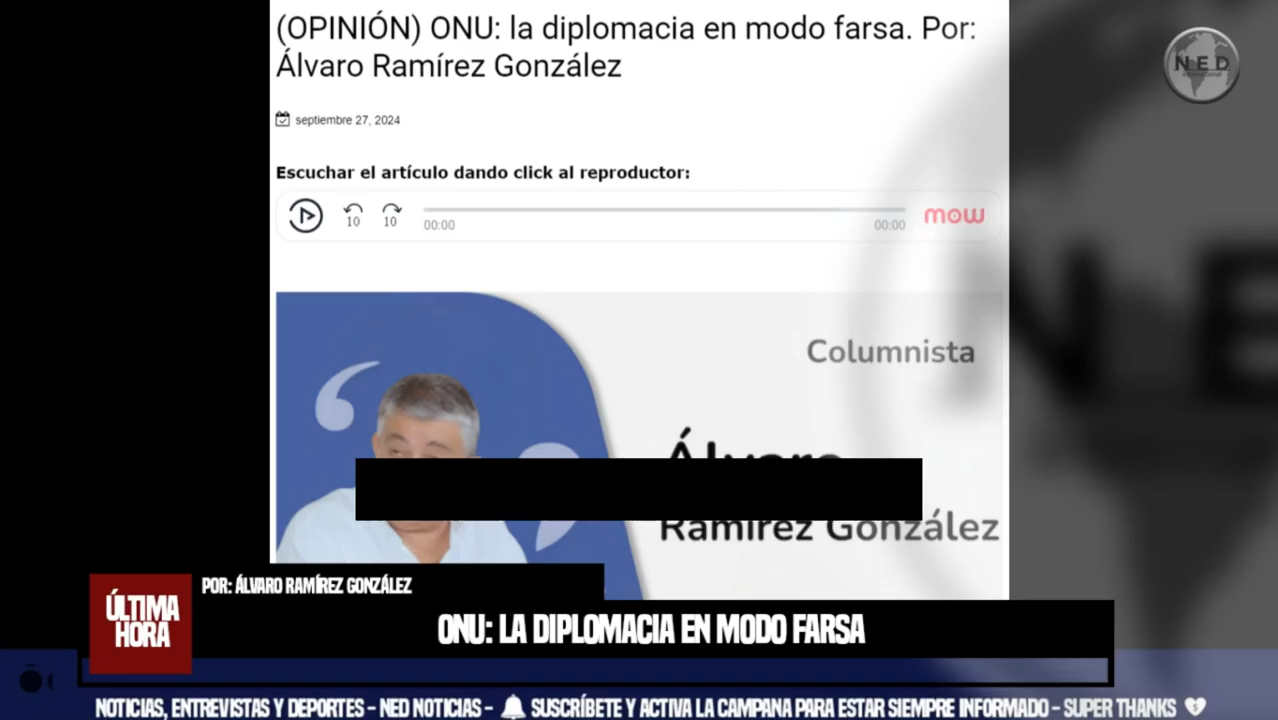 (OPINIÓN) ONU: la diplomacia en modo farsa. Por:
Álvaro Ramírez González
septiembre 27, 2024
Escuchar el artículo dando click al reproductor:
10
10
00:00
00:00
mow
NED
Columnista
Álvaro
Ramírez González
ÚLTIMA
HORA
POR: ÁLVARO RAMÍREZ GONZÁLEZ
ONU: LA DIPLOMACIA EN MODO FARSA
NOTICIAS, ENTREVISTAS Y DEPORTES - NED NOTICIAS - SUSCRÍBETE Y ACTIVA LA CAMPANA PARA ESTAR SIEMPRE INFORMADO - SUPER THANKS